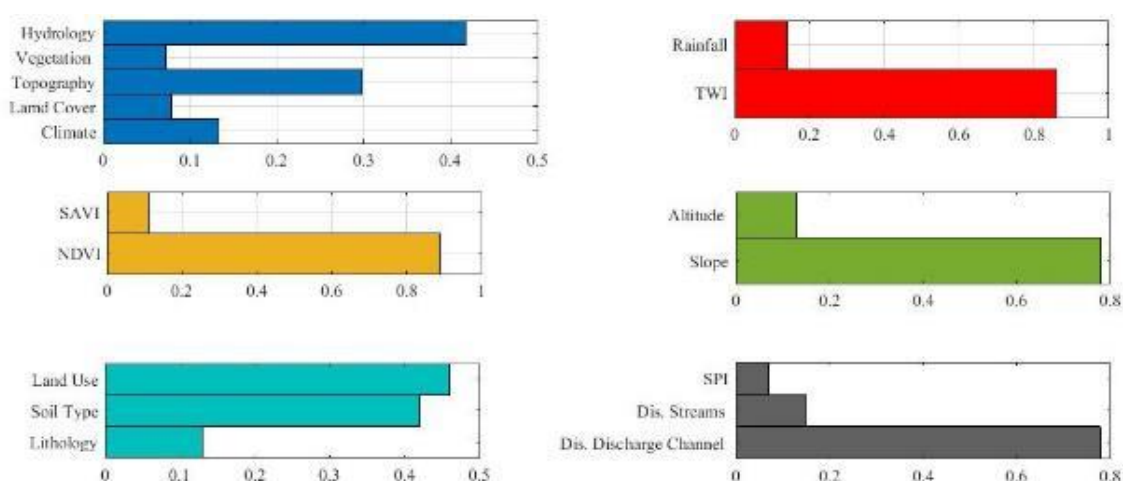 Hydrology
Vegetation
Topography
Lamd Cover
Climate
0 0.1 0.2 0.3 0.4 0.5
Rainfall
TWI
0 0.2 0.4 0.6 0.8 1
SAVI
NDVI
0 0.2 0.4 0.6 0.8 1
Altitude
Slope
0 0.2 0.4 0.6 0.8
Land Use
Soil Type
Lithology
0 0.1 0.2 0.3 0.4 0.5
SPI
Dis. Streams
Dis. Discharge Channel
0 0.2 0.4 0.6 0.8